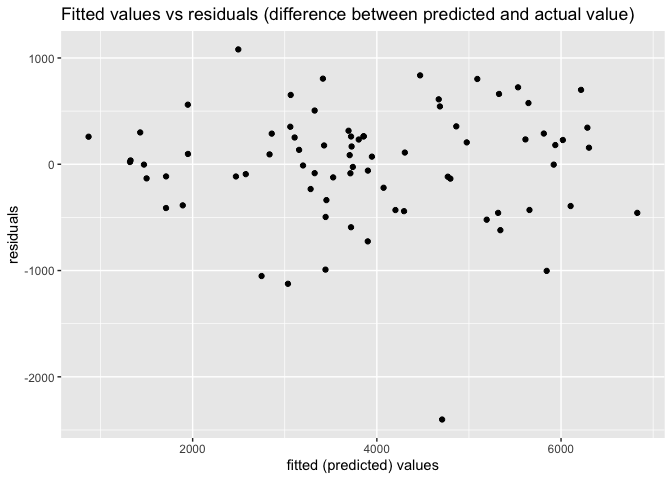 Fitted values vs residuals (difference between predicted and actual value)
1000
0
-1000
-2000
residuals
2000 4000 6000
fitted (predicted) values